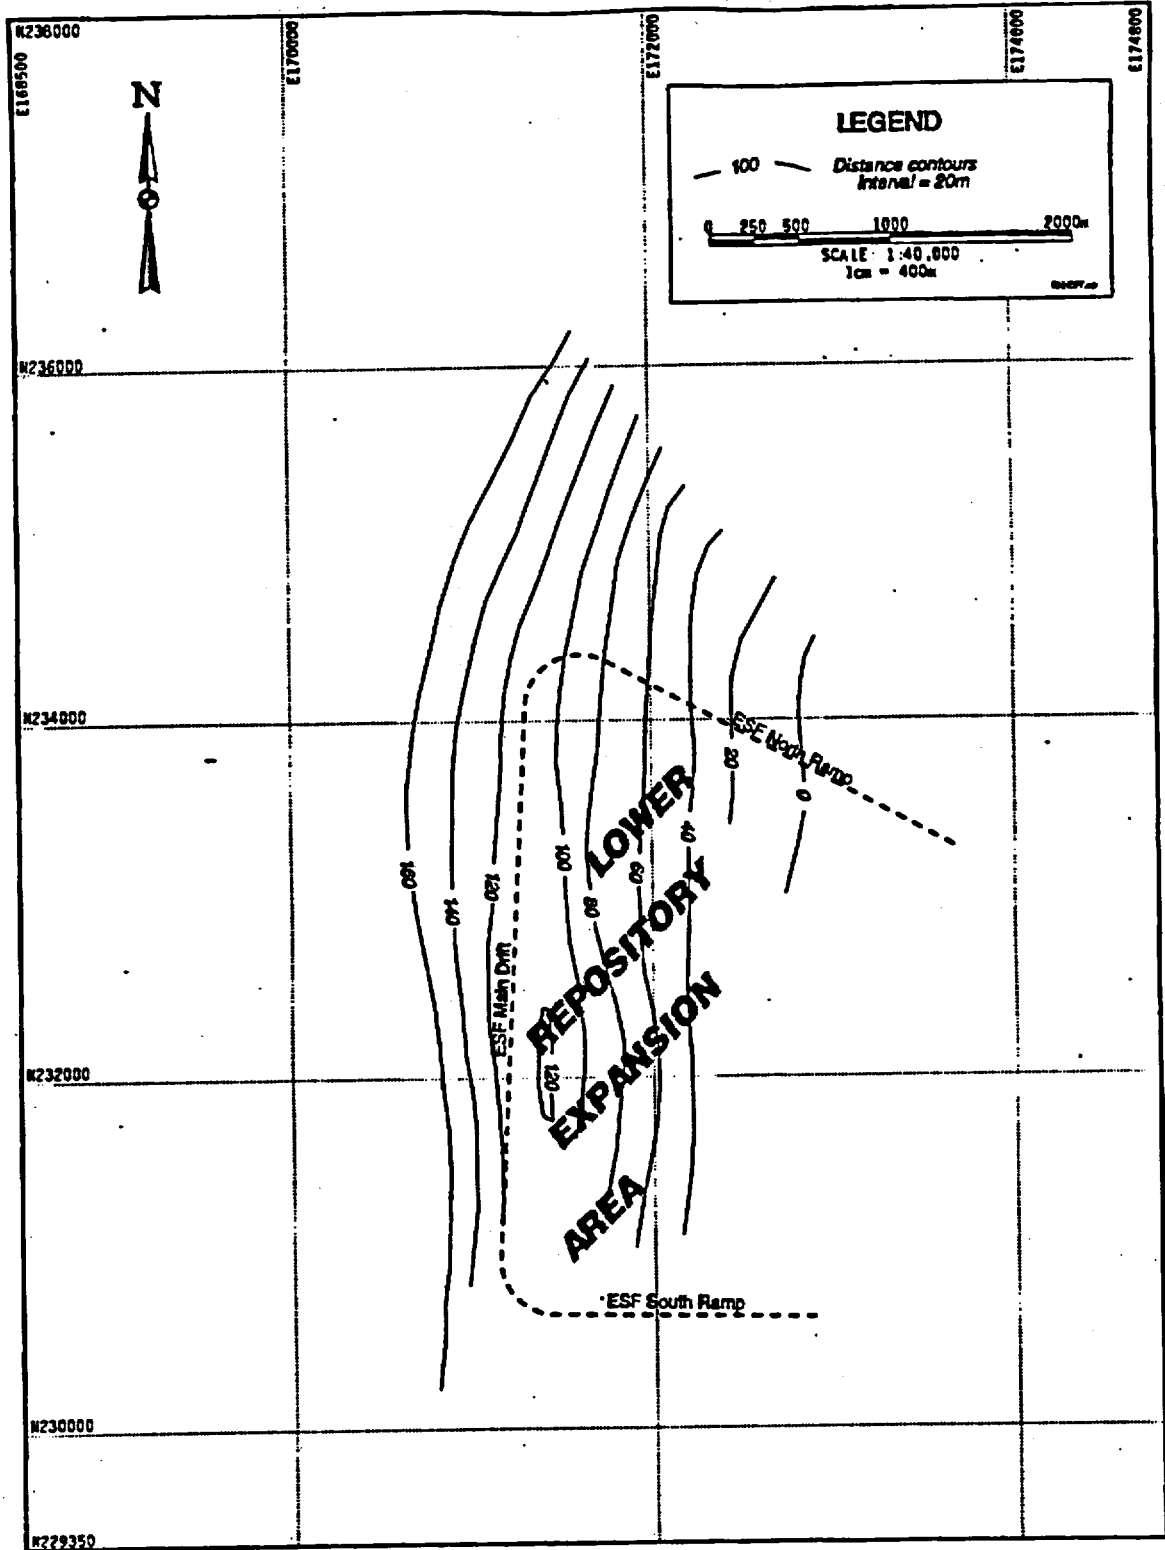 N238000
E168500
E170000
E172000
E174000
E174800
N
LEGEND
100
Distance contours
Interval = 20m
0 250 500 1000 2000m
SCALE 1:40,000
1cm = 400m
N236000
N234000
ESF North Ramp
20
0
LOWER
40
100
60
160
120
80
140
REPOSITORY
ESF Main Drift
EXPANSION
N232000
120
AREA
ESF South Ramp
N230000
N229350